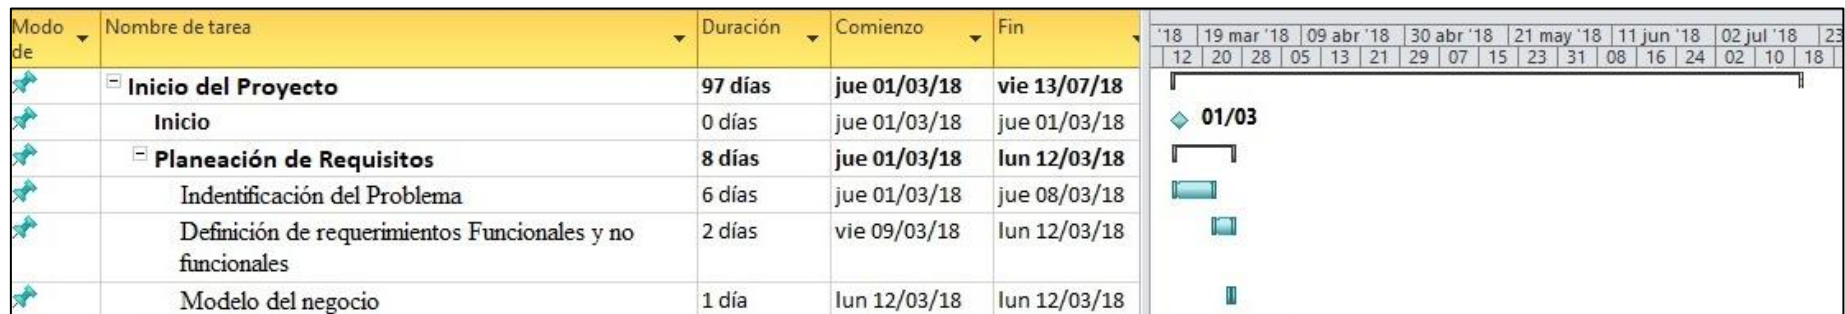 Modo de Nombre de tarea Duración Comienzo Fin
'18 19 mar '18 09 abr '18 30 abr '18 21 may '18 11 jun '18 02 jul '18 23
12 20 28 05 13 21 29 07 15 23 31 08 16 24 02 10 18
Inicio del Proyecto 97 días jue 01/03/18 vie 13/07/18
Inicio 0 días jue 01/03/18 jue 01/03/18 01/03
Planeación de Requisitos 8 días jue 01/03/18 lun 12/03/18
Indentificación del Problema 6 días jue 01/03/18 jue 08/03/18
Definición de requerimientos Funcionales y no 2 días vie 09/03/18 lun 12/03/18
funcionales
Modelo del negocio 1 día lun 12/03/18 lun 12/03/18